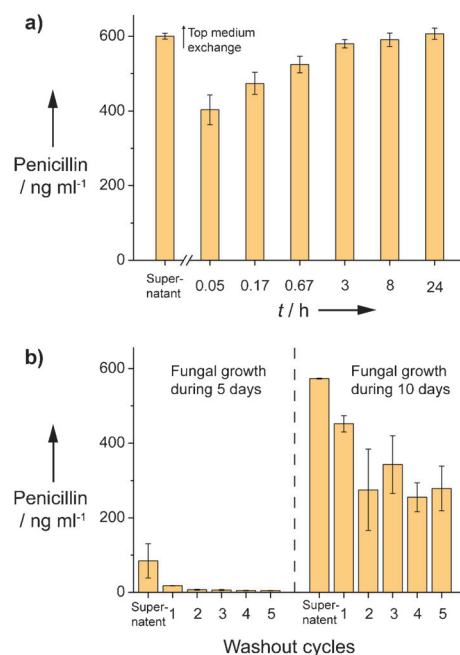 a)
600
400
200
0
Penicillin
/ ng ml-1
Top medium
exchange
Super-
natant
0.05
0.17
0.67
3
8
24
t / h
b)
600
400
200
0
Penicillin
/ ng ml-1
Fungal growth
during 5 days
Fungal growth
during 10 days
Super-
natent
1
2
3
4
5
Super-
natent
1
2
3
4
5
Washout cycles